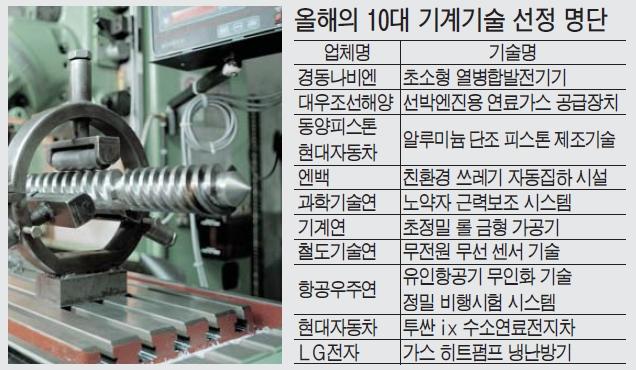 올해의 10대 기계기술 선정 명단
업체명 기술명
경동나비엔 초소형 열병합발전기기
대우조선해양 선박엔진용 연료가스 공급장치
동양피스톤
현대자동차 알루미늄 단조 피스톤 제조기술
엔백 친환경 쓰레기 자동집하 시설
과학기술연 노약자 근력보조 시스템
기계연 초정밀 롤 금형 가공기
철도기술연 무전원 무선 센서 기술
항공우주연 유인항공기 무인화 기술
정밀 비행시험 시스템
현대자동차 투싼 ix 수소연료전지차
LG전자 가스 히트펌프 냉난방기